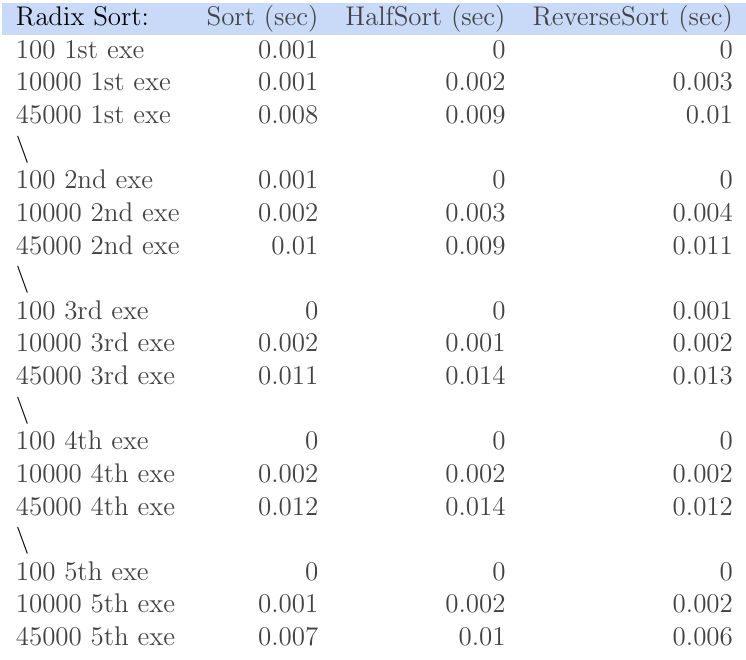 Radix Sort: Sort (sec) HalfSort (sec) ReverseSort (sec)
100 1st exe 0.001 0 0
10000 1st exe 0.001 0.002 0.003
45000 1st exe 0.008 0.009 0.01
\
100 2nd exe 0.001 0 0
10000 2nd exe 0.002 0.003 0.004
45000 2nd exe 0.01 0.009 0.011
\
100 3rd exe 0 0 0.001
10000 3rd exe 0.002 0.001 0.002
45000 3rd exe 0.011 0.014 0.013
\
100 4th exe 0 0 0
10000 4th exe 0.002 0.002 0.002
45000 4th exe 0.012 0.014 0.012
\
100 5th exe 0 0 0
10000 5th exe 0.001 0.002 0.002
45000 5th exe 0.007 0.01 0.006